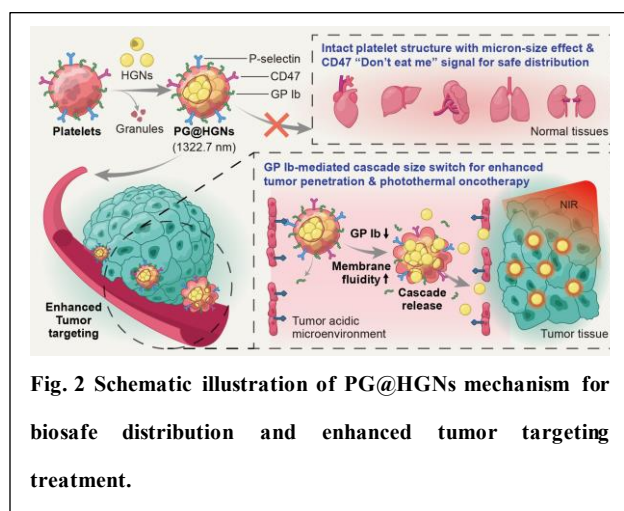 HGNs
Platelets
Granules
PG@HGNs
(1322.7 nm)
P-selectin
CD47
GP Ib
Intact platelet structure with micron-size effect &
CD47 "Don't eat me" signal for safe distribution
Normal tissues
Enhanced
Tumor
targeting
GP Ib-mediated cascade size switch for enhanced
tumor penetration & photothermal oncotherapy
GP Ib↓
Membrane
fluidity ↑
Cascade
release
Tumor acidic
microenvironment
NIR
Tumor tissue
Fig. 2 Schematic illustration of PG@HGNs mechanism for
biosafe distribution and enhanced tumor targeting
treatment.